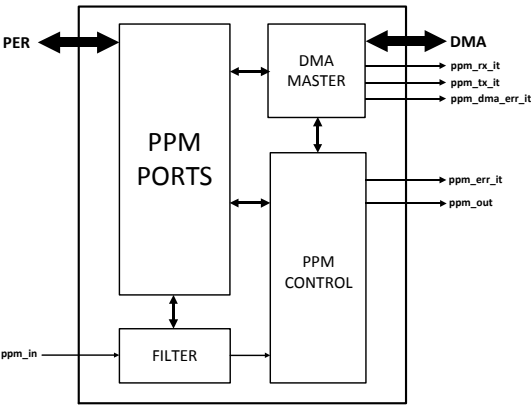 PER
DMA
DMA
MASTER
ppm_rx_it
ppm_tx_it
ppm_dma_err_it
PPM
PORTS
ppm_err_it
ppm_out
PPM
CONTROL
ppm_in
FILTER